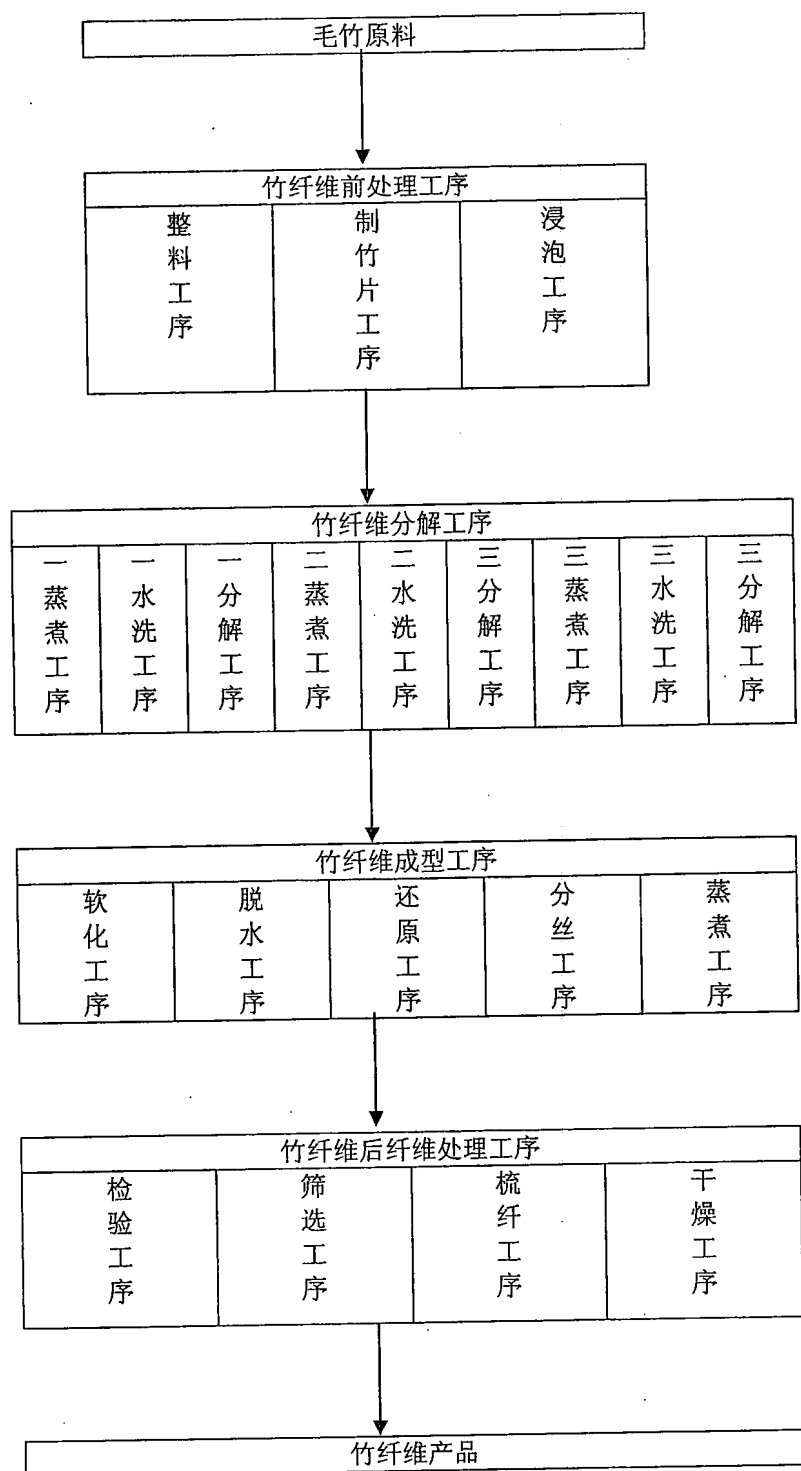 毛竹原料
竹纤维前处理工序
整料工序
制竹片工序
浸泡工序
竹纤维分解工序
一蒸煮工序
一水洗工序
一分解工序
二蒸煮工序
二水洗工序
三分解工序
三蒸煮工序
三水洗工序
三分解工序
竹纤维成型工序
软化工序
脱水工序
还原工序
分丝工序
蒸煮工序
竹纤维后纤维处理工序
检验工序
筛选工序
梳纤工序
干燥工序
竹纤维产品